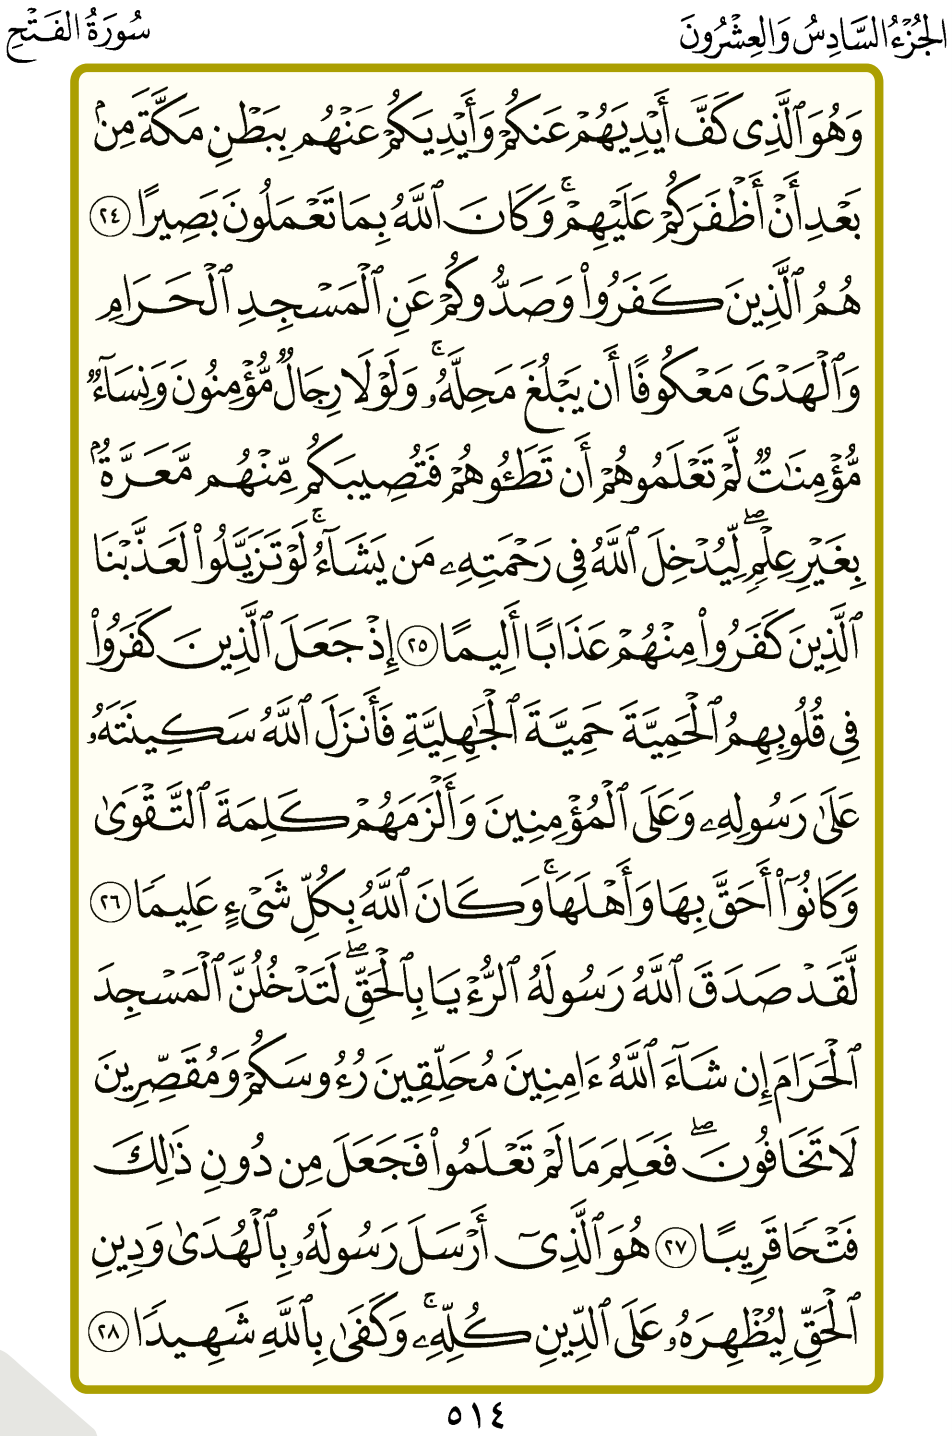 الجُزْءُ السَّادِسُ وَالعِشْرُونَ
سُورَةُ الفَتْحِ
وَهُوَ ٱلَّذِى كَفَّ أَيْدِيَهُمْ عَنكُمْ وَأَيْدِيَكُمْ عَنْهُم بِبَطْنِ مَكَّةَ مِنۢ
بَعْدِ أَنْ أَظْفَرَكُمْ عَلَيْهِمْ ۚ وَكَانَ ٱللَّهُ بِمَا تَعْمَلُونَ بَصِيرًا ٢٤
هُمُ ٱلَّذِينَ كَفَرُوا۟ وَصَدُّوكُمْ عَنِ ٱلْمَسْجِدِ ٱلْحَرَامِ
وَٱلْهَدْىَ مَعْكُوفًا أَن يَبْلُغَ مَحِلَّهُۥ ۚ وَلَوْلَا رِجَالٌ مُّؤْمِنُونَ وَنِسَآءٌ
مُّؤْمِنَٰتٌ لَّمْ تَعْلَمُوهُمْ أَن تَطَـُٔوهُمْ فَتُصِيبَكُم مِّنْهُم مَّعَرَّةٌۢ
بِغَيْرِ عِلْمٍ ۖ لِّيُدْخِلَ ٱللَّهُ فِى رَحْمَتِهِۦ مَن يَشَآءُ ۚ لَوْ تَزَيَّلُوا۟ لَعَذَّبْنَا
ٱلَّذِينَ كَفَرُوا۟ مِنْهُمْ عَذَابًا أَلِيمًا ٢٥ إِذْ جَعَلَ ٱلَّذِينَ كَفَرُوا۟
فِى قُلُوبِهِمُ ٱلْحَمِيَّةَ حَمِيَّةَ ٱلْجَٰهِلِيَّةِ فَأَنزَلَ ٱللَّهُ سَكِينَتَهُۥ
عَلَىٰ رَسُولِهِۦ وَعَلَى ٱلْمُؤْمِنِينَ وَأَلْزَمَهُمْ كَلِمَةَ ٱلتَّقْوَىٰ
وَكَانُوٓا۟ أَحَقَّ بِهَا وَأَهْلَهَا ۚ وَكَانَ ٱللَّهُ بِكُلِّ شَىْءٍ عَلِيمًا ٢٦
لَّقَدْ صَدَقَ ٱللَّهُ رَسُولَهُ ٱلرُّءْيَا بِٱلْحَقِّ ۖ لَتَدْخُلُنَّ ٱلْمَسْجِدَ
ٱلْحَرَامَ إِن شَآءَ ٱللَّهُ ءَامِنِينَ مُحَلِّقِينَ رُءُوسَكُمْ وَمُقَصِّرِينَ
لَا تَخَافُونَ ۖ فَعَلِمَ مَا لَمْ تَعْلَمُوا۟ فَجَعَلَ مِن دُونِ ذَٰلِكَ
فَتْحًا قَرِيبًا ٢٧ هُوَ ٱلَّذِىٓ أَرْسَلَ رَسُولَهُۥ بِٱلْهُدَىٰ وَدِينِ
ٱلْحَقِّ لِيُظْهِرَهُۥ عَلَى ٱلدِّينِ كُلِّهِۦ ۚ وَكَفَىٰ بِٱللَّهِ شَهِيدًا ٢٨
٥١٤